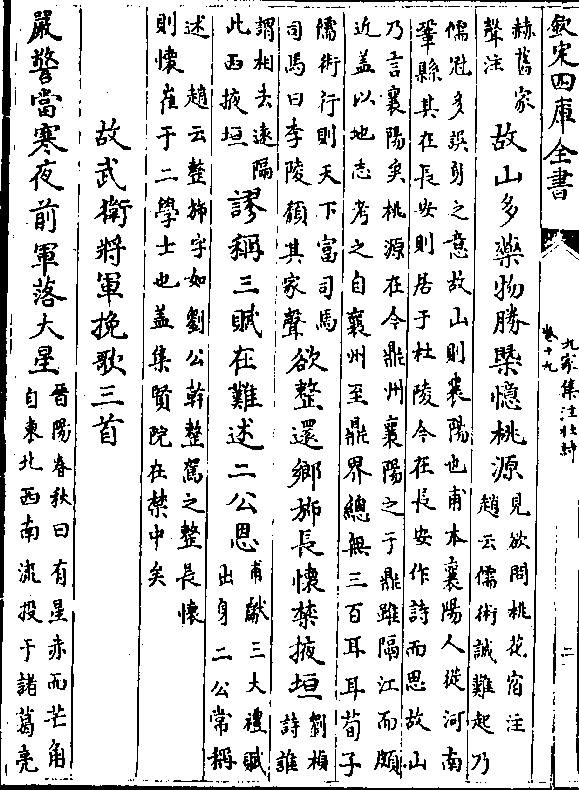 欽定四庫全書
九家集注杜詩
卷十九
二
赫舊家
聲注
故山多藥物勝槩憶桃源
見欲問桃花宿注
趙云儒術誠難起乃
儒冠多誤身之意故山則襄陽也甫本襄陽人從河南
鞏縣其在長安則居于杜陵今在長安作詩而思故山
乃言襄陽矣桃源在今鼎州襄陽之于鼎雖隔江而頗
近蓋以地志考之自襄州至鼎界總無三百耳耳荀子
儒術行則天下富司馬
司馬曰李陵頹其家聲
欲整還鄉斾長懷禁掖垣
劉楨
詩誰
謂相去遠隔
此西掖垣
謬稱三賦在難述二公恩
甫獻三大禮賦
出身二公常稱
述　趙云整斾字如劉公幹整駕之整長懷
則懷崔于二學士也蓋集賢院在禁中矣
故武衛將軍挽歌三首
嚴警當寒夜前軍落大星
晉陽春秋曰有星赤而芒角
自東北西南流投于諸葛亮